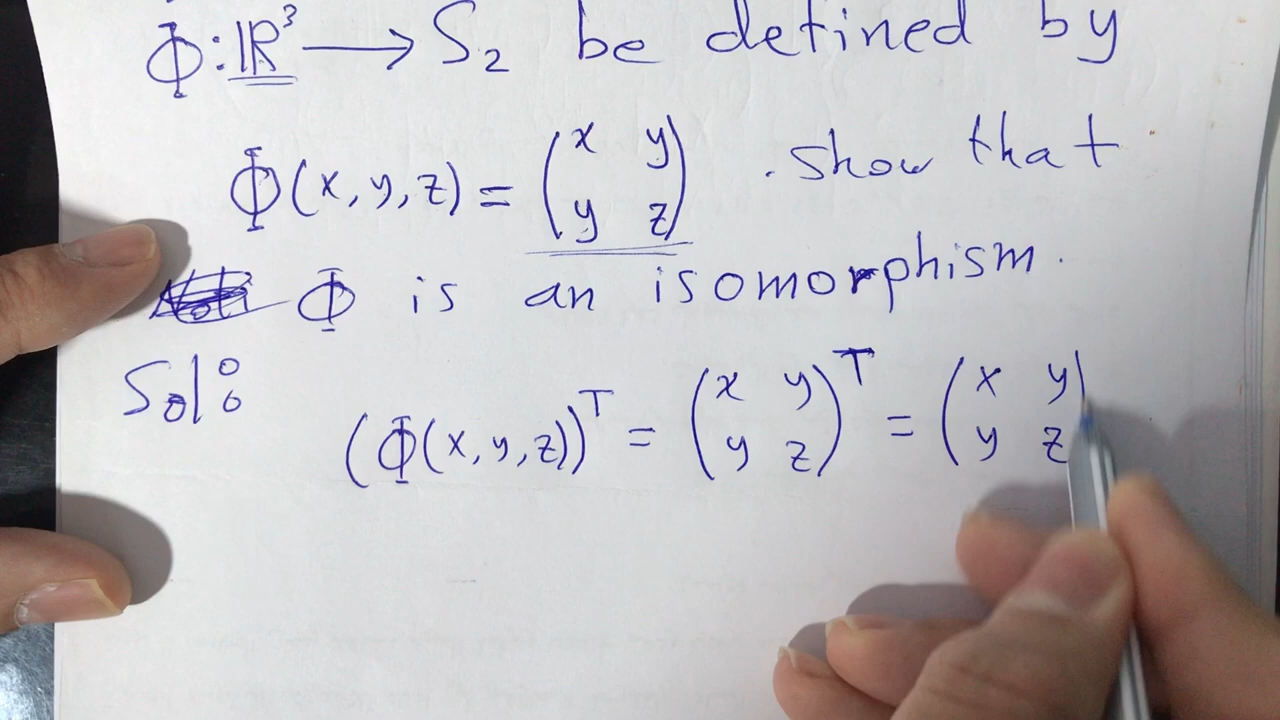 Φ:ℝ³ ⟶ S₂ be defined by
Φ(x,y,z) = (x y
y z) . show that
Φ is an isomorphism.
Sol:
(Φ(x,y,z))ᵀ = (x y
y z)ᵀ = (x y
y z